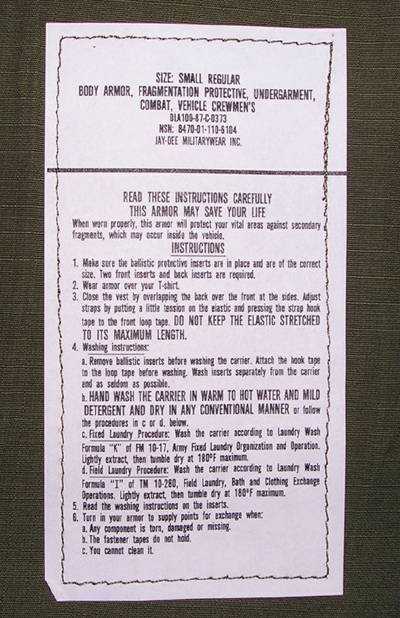 SIZE: SMALL REGULAR
BODY ARMOR, FRAGMENTATION PROTECTIVE, UNDERGARMENT,
COMBAT, VEHICLE CREWMEN'S
DLA100-87-C-0373
NSN: 8470-01-110-6104
JAY-DEE MILITARYWEAR INC.
READ THESE INSTRUCTIONS CAREFULLY
THIS ARMOR MAY SAVE YOUR LIFE
When worn properly, this armor will protect your vital areas against secondary
fragments, which may occur inside the vehicle.
INSTRUCTIONS
1. Make sure the ballistic protective inserts are in place and are of the correct
size. Two front inserts and back inserts are required.
2. Wear armor over your T-shirt.
3. Close the vest by overlapping the back over the front at the sides. Adjust
straps by putting a little tension on the elastic and pressing the strap hook
tape to the front loop tape. DO NOT KEEP THE ELASTIC STRETCHED
TO ITS MAXIMUM LENGTH.
4. Washing instructions:
a. Remove ballistic inserts before washing the carrier. Attach the hook tape
to the loop tape before washing. Wash inserts separately from the carrier
and as seldom as possible.
b. HAND WASH THE CARRIER IN WARM TO HOT WATER AND MILD
DETERGENT AND DRY IN ANY CONVENTIONAL MANNER or follow
the procedures in c or d. below.
c. Fixed Laundry Procedure: Wash the carrier according to Laundry Wash
Formula "K" of FM 10-17, Army Fixed Laundry Organization and Operation.
Lightly extract, then tumble dry at 180°F maximum.
d. Field Laundry Procedure: Wash the carrier according to Laundry Wash
Formula "I" of TM 10-280, Field Laundry, Bath and Clothing Exchange
Operations. Lightly extract, then tumble dry at 180°F maximum.
5. Read the washing instructions on the inserts.
6. Turn in your armor to supply points for exchange when:
a. Any component is torn, damaged or missing.
b. The fastener tapes do not hold.
c. You cannot clean it.